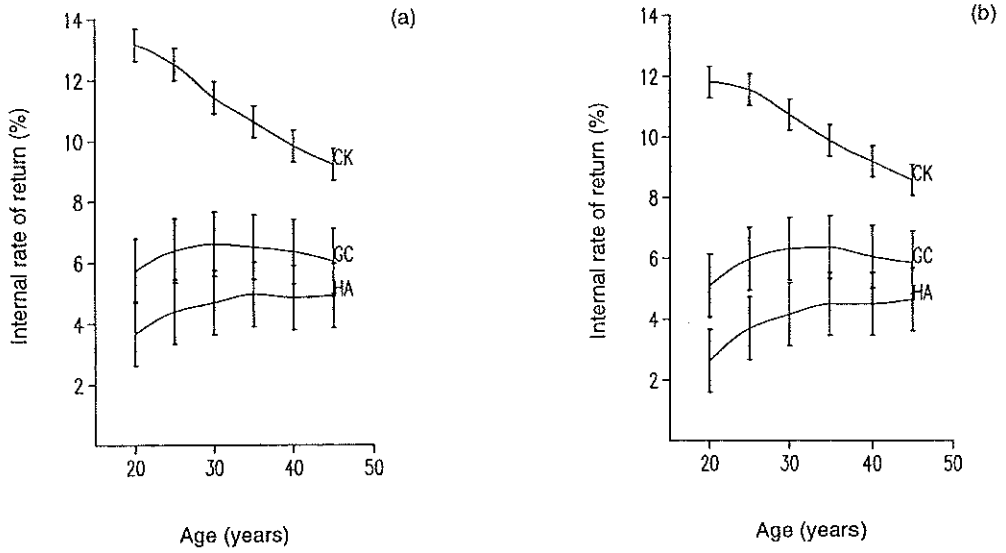 (a)
Internal rate of return (%)
14
12
10
8
6
4
2
CK
GC
HA
20 30 40 50
Age (years)
(b)
Internal rate of return (%)
14
12
10
8
6
4
2
CK
GC
HA
20 30 40 50
Age (years)